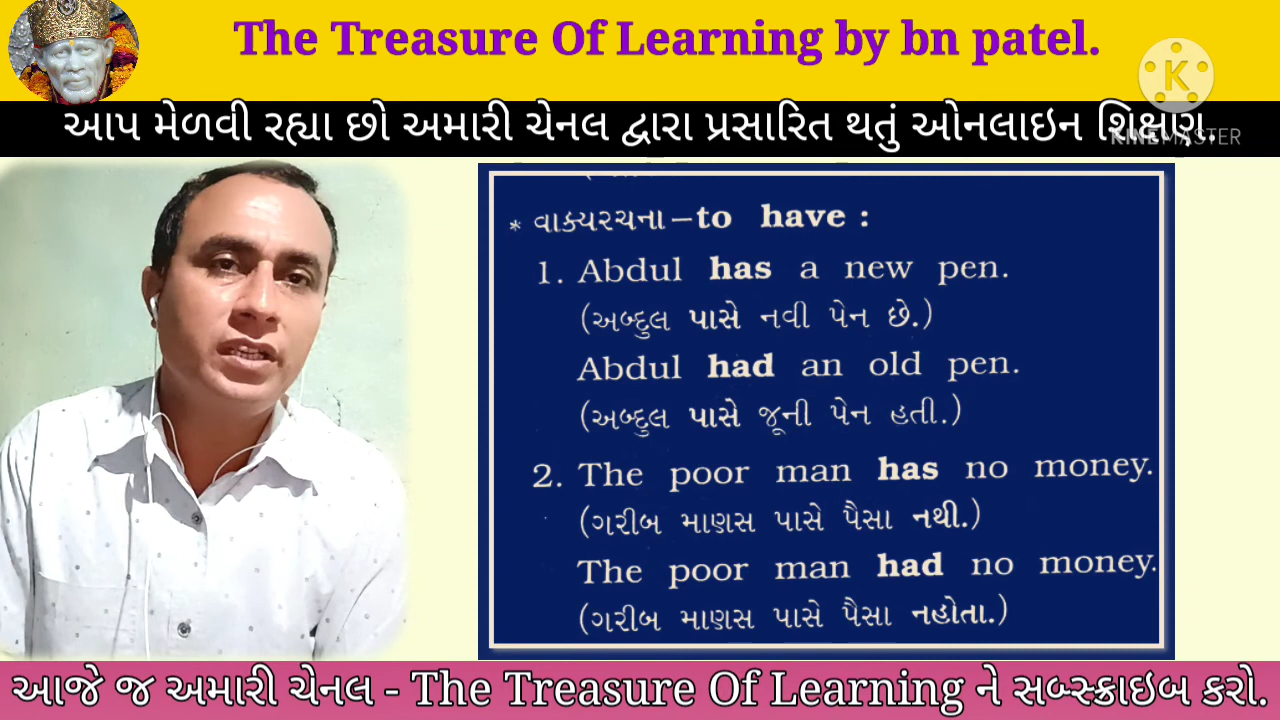 The Treasure Of Learning by bn patel.
K
આપ મેળવી રહ્યા છો અમારી ચેનલ દ્વારા પ્રસારિત થતું ઓનલાઇન શિક્ષણ.
KINEMASTER
* વાક્યરચના – to have :
1. Abdul has a new pen.
(અબ્દુલ પાસે નવી પેન છે.)
Abdul had an old pen.
(અબ્દુલ પાસે જૂની પેન હતી.)
2. The poor man has no money.
(ગરીબ માણસ પાસે પૈસા નથી.)
The poor man had no money.
(ગરીબ માણસ પાસે પૈસા નહોતા.)
આજે જ અમારી ચેનલ - The Treasure Of Learning ને સબ્સ્ક્રાઇબ કરો.